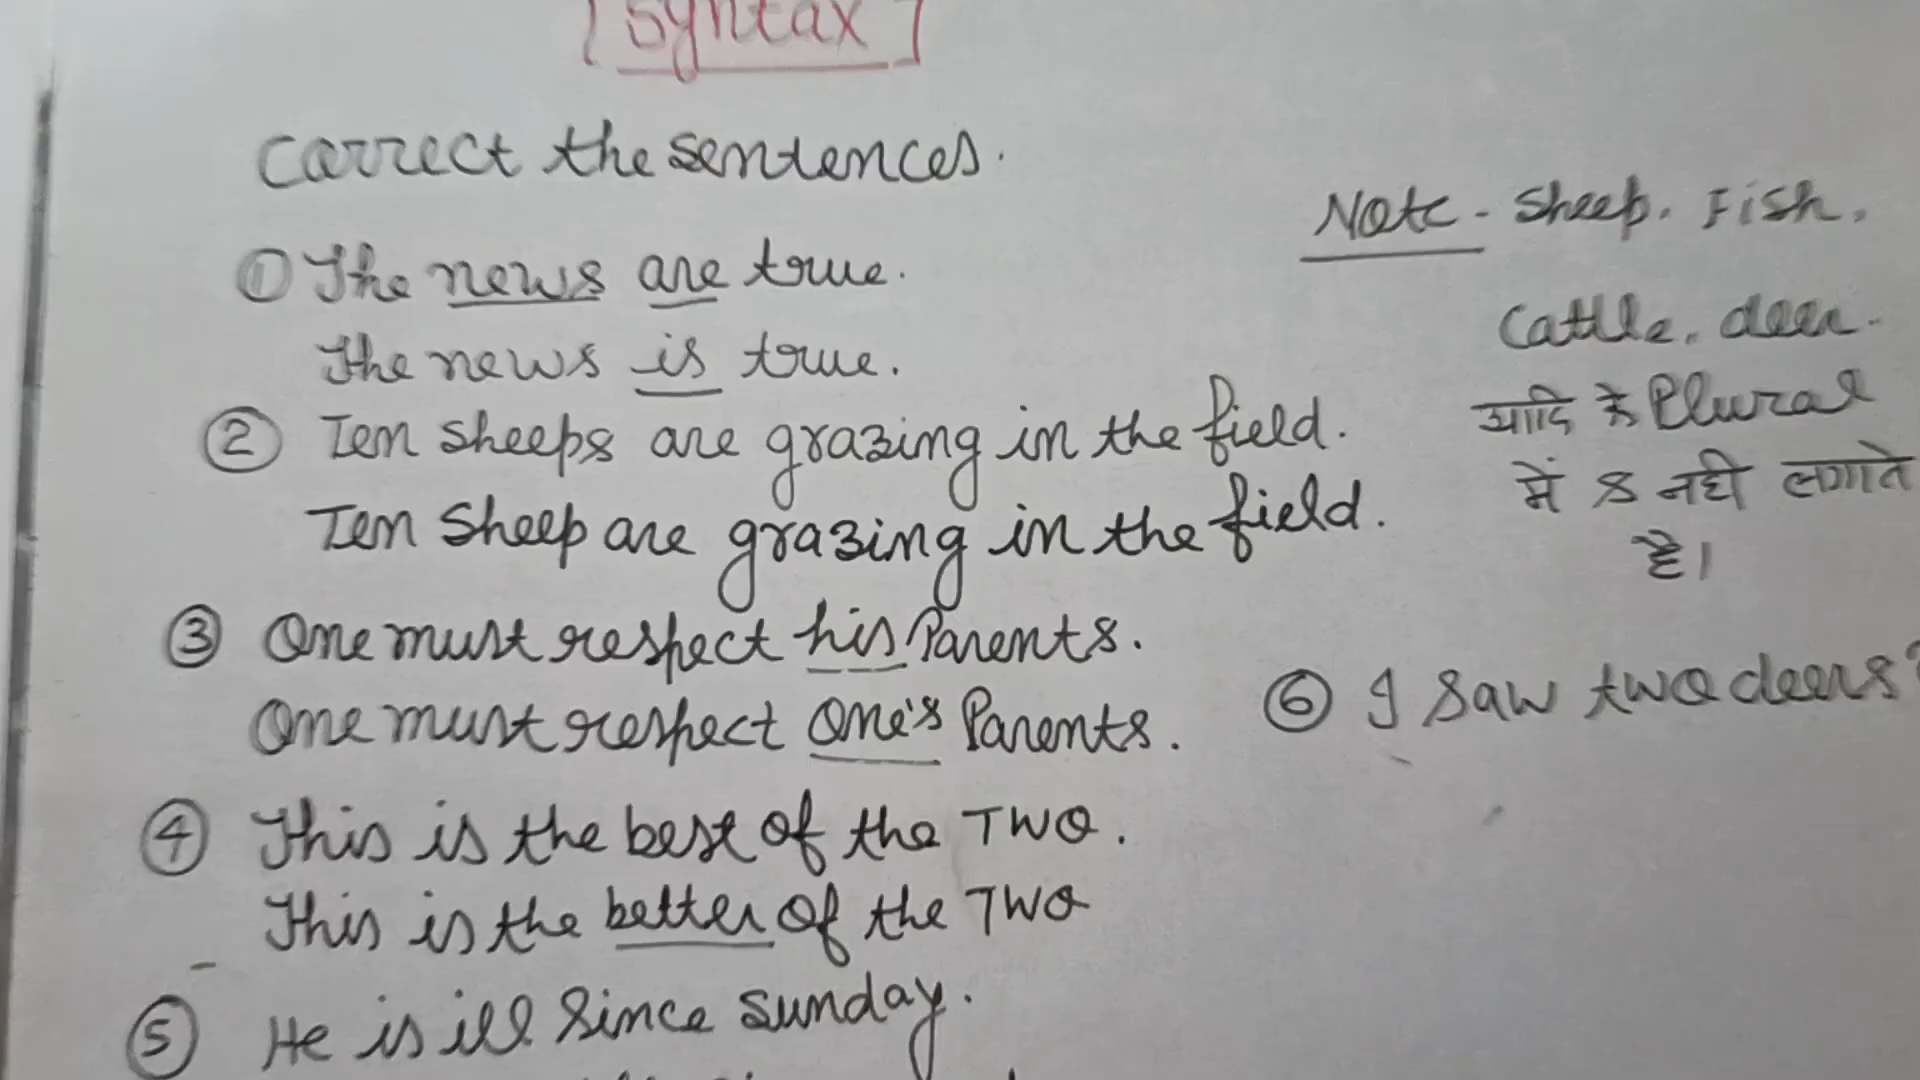 [Syntax]
Correct the sentences.
① The news are true.
The news is true.
② Ten sheeps are grazing in the field.
Ten Sheep are grazing in the field.
③ One must respect his Parents.
One must respect One's Parents.
④ This is the best of the TWO.
This is the better of the TWO
⑤ He is ill Since Sunday.
Note - Sheep. Fish.
Cattle. deer.
आदि के Plural
में s नही लगाते
है।
⑥ I Saw two deers